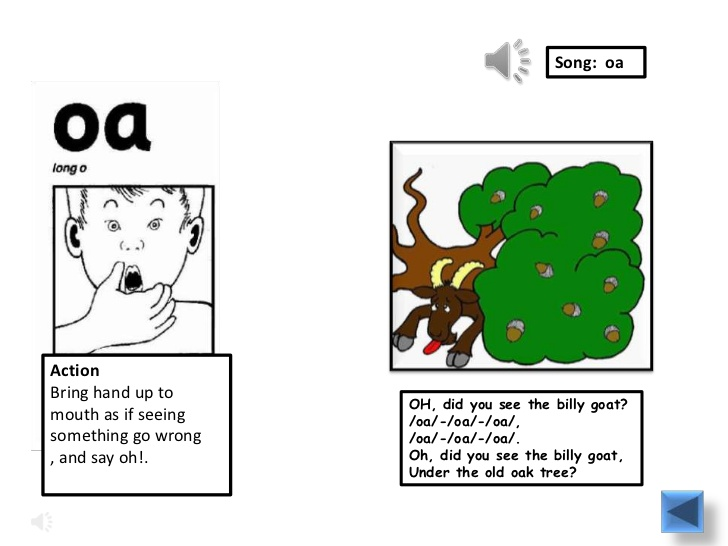 Song: oa
oa
long o
Action
Bring hand up to
mouth as if seeing
something go wrong
, and say oh!.
OH, did you see the billy goat?
/oa/-/oa/-/oa/,
/oa/-/oa/-/oa/.
Oh, did you see the billy goat,
Under the old oak tree?